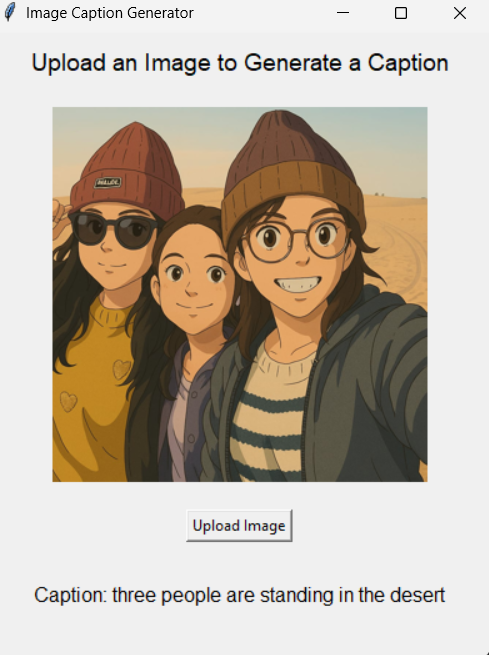 Image Caption Generator
Upload an Image to Generate a Caption
Upload Image
Caption: three people are standing in the desert